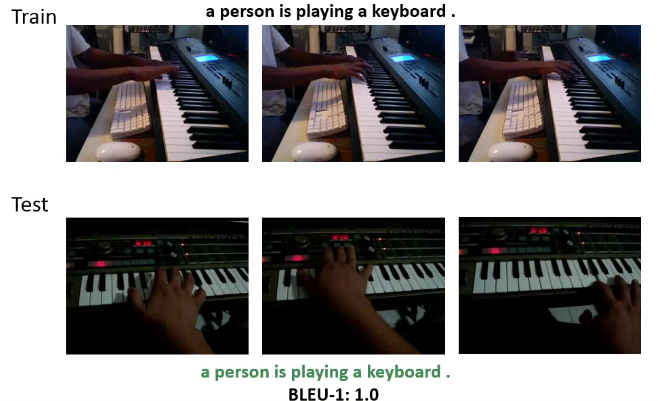 Train
a person is playing a keyboard .
Test
a person is playing a keyboard .
BLEU-1: 1.0